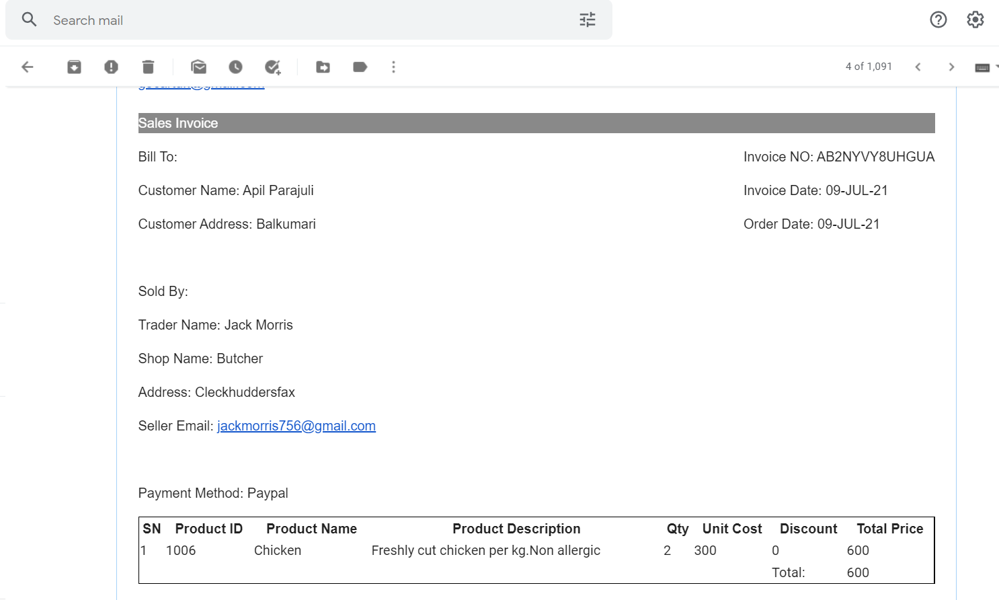 Search mail
4 of 1,091
Sales Invoice
Bill To:
Invoice NO: AB2NYVY8UHGUA
Customer Name: Apil Parajuli
Invoice Date: 09-JUL-21
Customer Address: Balkumari
Order Date: 09-JUL-21
Sold By:
Trader Name: Jack Morris
Shop Name: Butcher
Address: Cleckhuddersfax
Seller Email: jackmorris756@gmail.com
Payment Method: Paypal
SN Product ID Product Name Product Description Qty Unit Cost Discount Total Price
1 1006 Chicken Freshly cut chicken per kg.Non allergic 2 300 0 600
Total: 600